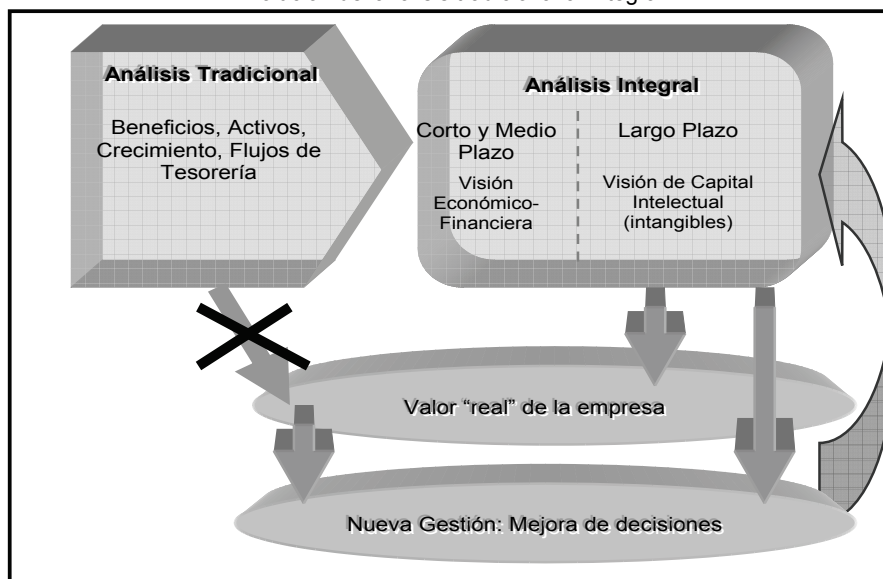 Análisis Tradicional
Beneficios, Activos,
Crecimiento, Flujos de
Tesorería
Análisis Integral
Corto y Medio
Plazo
Visión
Económico-
Financiera
Largo Plazo
Visión de Capital
Intelectual
(intangibles)
Valor “real” de la empresa
Nueva Gestión: Mejora de decisiones